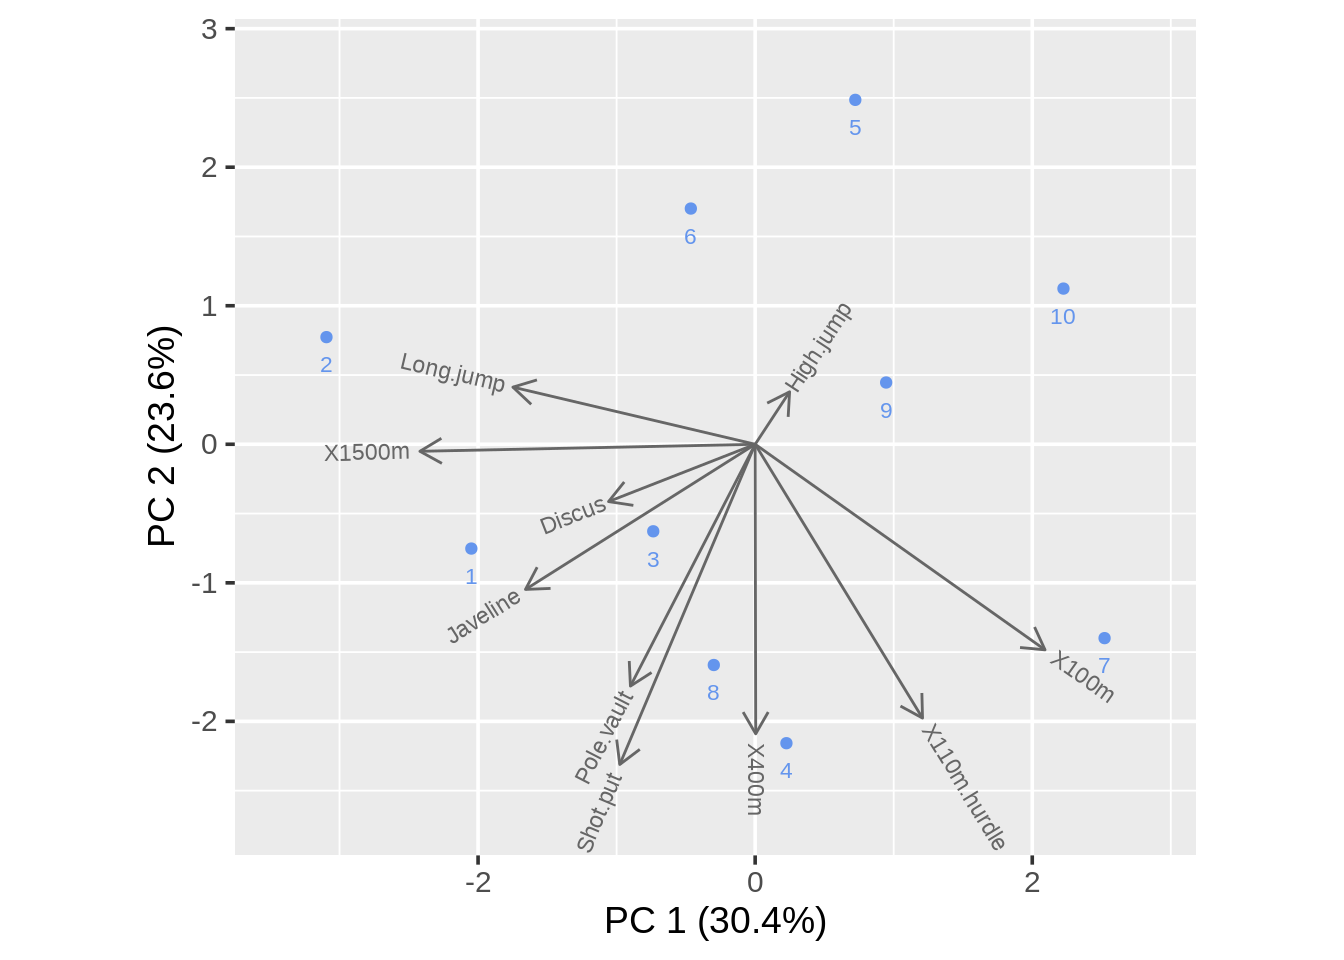 3
5
2
6
1
10
High.jump
2
Long.jump
9
0
X1500m
Discus
3
1
-1
Javeline
7
X100m
8
Pole.vault
-2
X400m
4
X110m.hurdle
Shot.put
-2
0
2
PC 1 (30.4%)
PC 2 (23.6%)